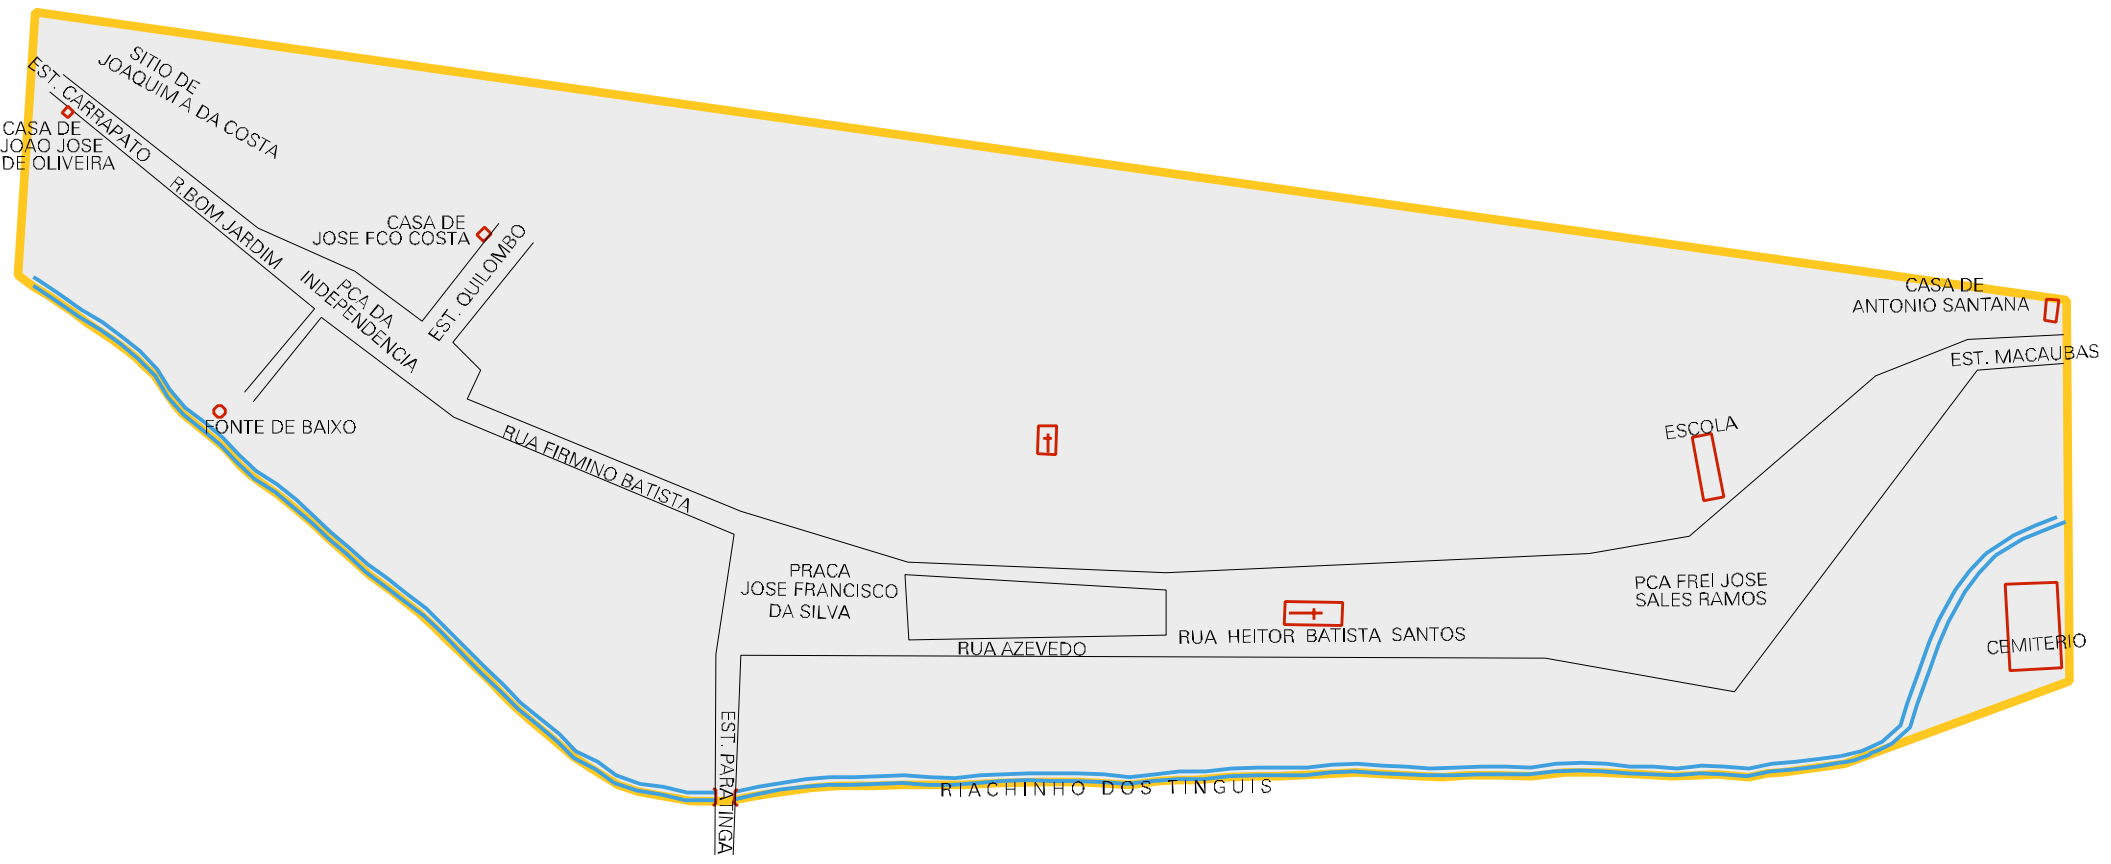 SITIO DE
JOAQUIM A DA COSTA
EST. CARRAPATO
CASA DE
JOAO JOSE
DE OLIVEIRA
R.BOM JARDIM
CASA DE
JOSE FCO COSTA
EST. QUILOMBO
PCA DA
INDEPENDENCIA
FONTE DE BAIXO
RUA FIRMINO BATISTA
CASA DE
ANTONIO SANTANA
EST. MACAUBAS
ESCOLA
PRACA
JOSE FRANCISCO
DA SILVA
PCA FREI JOSE
SALES RAMOS
RUA HEITOR BATISTA SANTOS
RUA AZEVEDO
CEMITERIO
EST. PARATINGA
RIACHINHO DOS TINGUIS